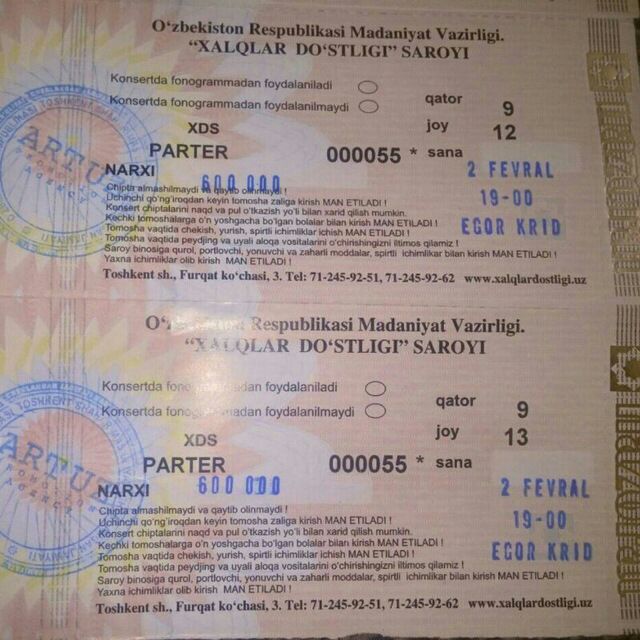 O‘zbekiston Respublikasi Madaniyat Vazirligi.
“XALQLAR DO‘STLIGI” SAROYI
Konsertda fonogrammadan foydalaniladi
Konsertda fonogrammadan foydalanilmaydi
qator 9
XDS
joy 12
PARTER 000055 * sana
2 FEVRAL
NARXI 600 000
Chipta almashilmaydi va qaytib olinmaydi !
19-00
Uchinchi qo‘ng‘iroqdan keyin tomosha zaliga kirish MAN ETILADI !
Konsert chiptalarini naqd va pul o‘tkazish yo‘li bilan xarid qilish mumkin.
Kechki tomoshalarga o‘n yoshgacha bo‘lgan bolalar bilan kirish MAN ETILADI !
EGOR KRID
Tomosha vaqtida chekish, yurish, spirtli ichimliklar ichish MAN ETILADI !
Tomosha vaqtida peydjing va uyali aloqa vositalarini o‘chirishingizni iltimos qilamiz !
Saroy binosiga qurol, portlovchi, yonuvchi va zaharli moddalar, spirtli ichimliklar bilan kirish MAN ETILADI !
Yaxna ichimliklar olib kirish MAN ETILADI !
Toshkent sh., Furqat ko‘chasi, 3. Tel: 71-245-92-51, 71-245-92-62 www.xalqlardostligi.uz
ARTU
O‘zbekiston Respublikasi Madaniyat Vazirligi.
“XALQLAR DO‘STLIGI” SAROYI
Konsertda fonogrammadan foydalaniladi
Konsertda fonogrammadan foydalanilmaydi
qator 9
XDS
joy 13
PARTER 000055 * sana
NARXI 600 000
2 FEVRAL
Chipta almashilmaydi va qaytib olinmaydi !
Uchinchi qo‘ng‘iroqdan keyin tomosha zaliga kirish MAN ETILADI !
19-00
Konsert chiptalarini naqd va pul o‘tkazish yo‘li bilan xarid qilish mumkin.
Kechki tomoshalarga o‘n yoshgacha bo‘lgan bolalar bilan kirish MAN ETILADI !
Tomosha vaqtida chekish, yurish, spirtli ichimliklar ichish MAN ETILADI !
EGOR KRID
Tomosha vaqtida peydjing va uyali aloqa vositalarini o‘chirishingizni iltimos qilamiz !
Saroy binosiga qurol, portlovchi, yonuvchi va zaharli moddalar, spirtli ichimliklar bilan kirish MAN ETILADI !
Yaxna ichimliklar olib kirish MAN ETILADI !
Toshkent sh., Furqat ko‘chasi, 3. Tel: 71-245-92-51, 71-245-92-62 www.xalqlardostligi.uz
ARTU